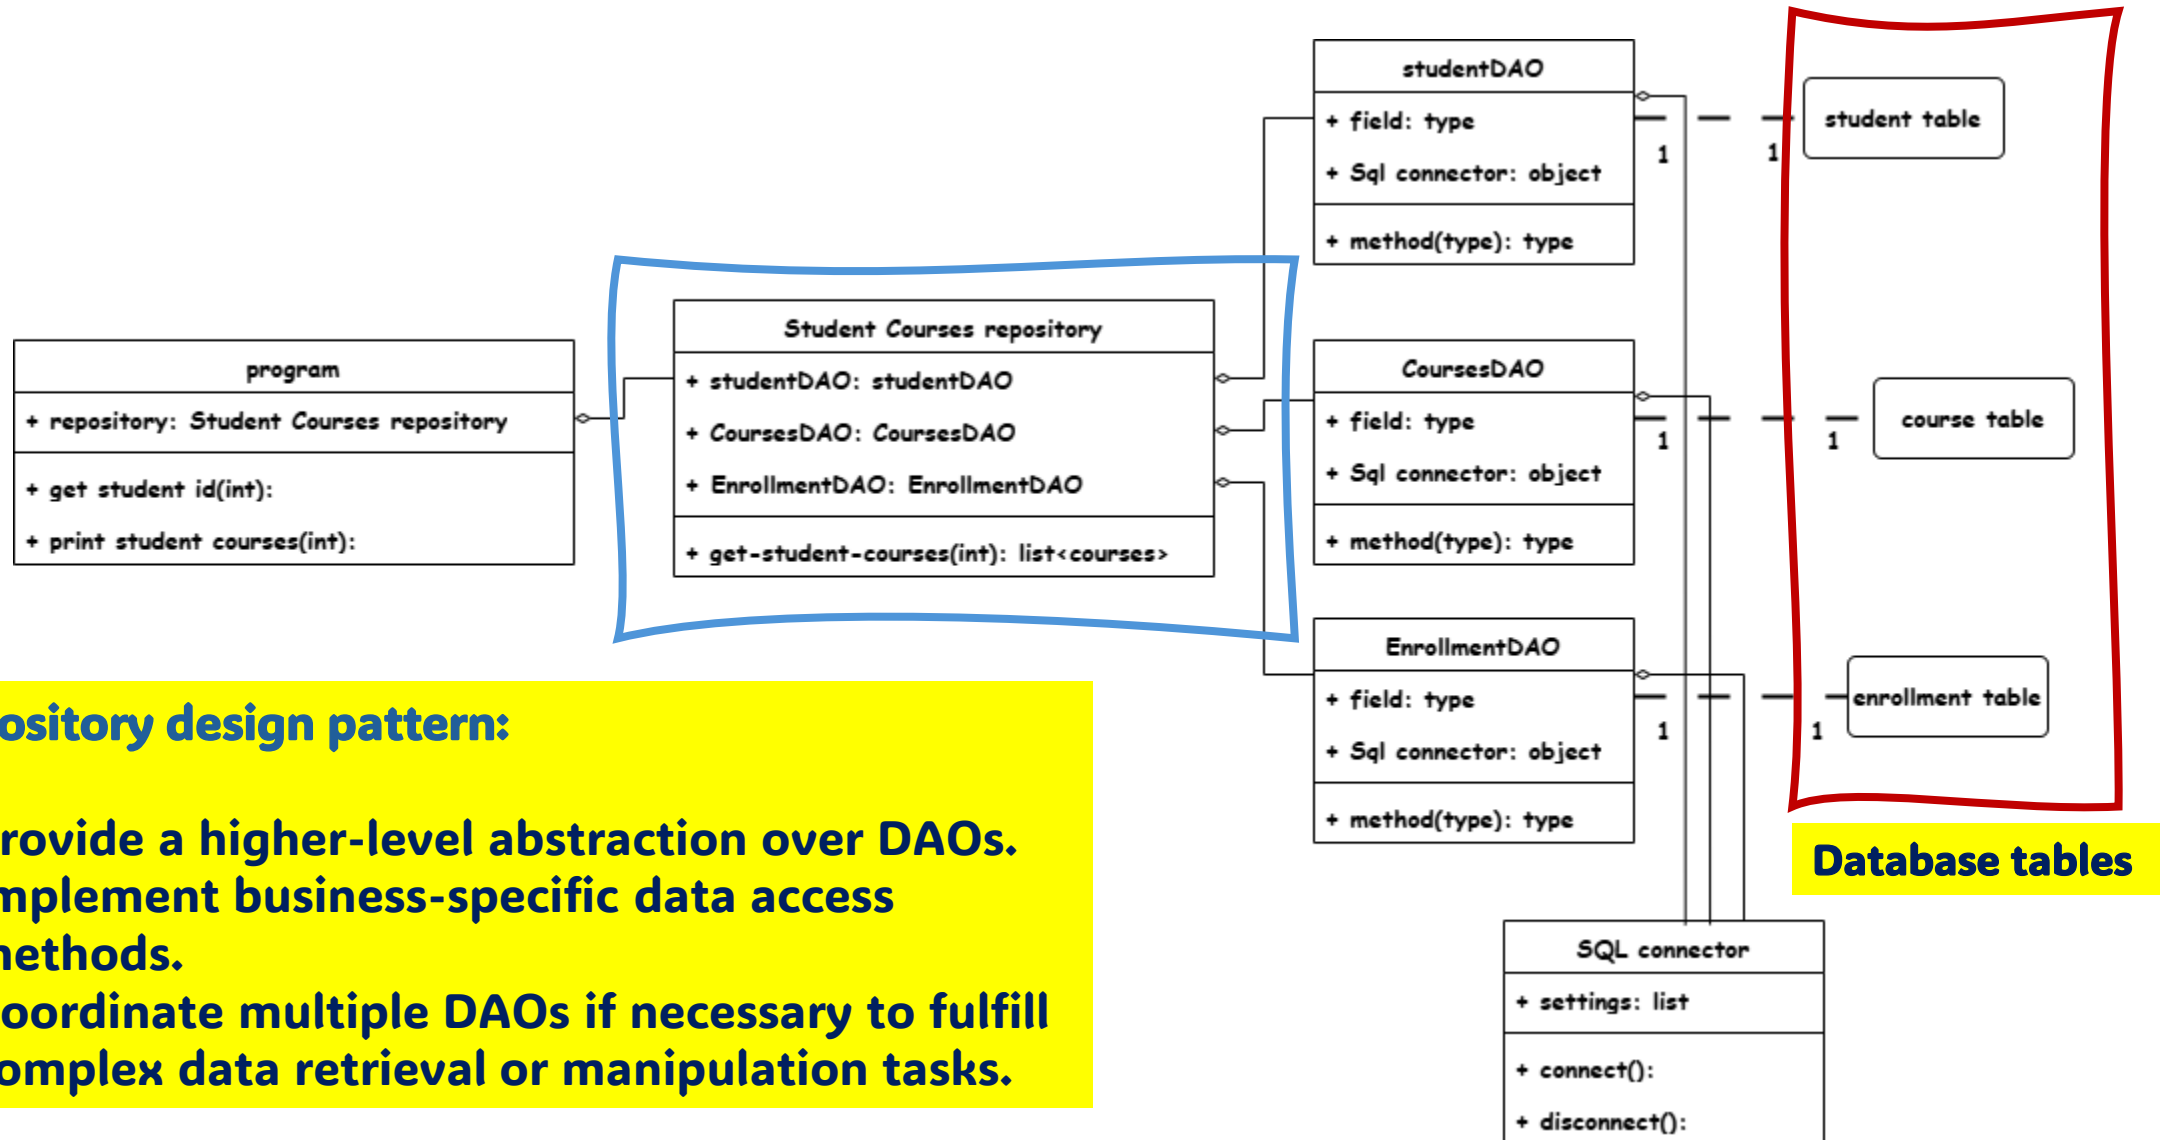 program
+ repository: Student Courses repository
+ get student id(int):
+ print student courses(int):
Student Courses repository
+ studentDAO: studentDAO
+ CoursesDAO: CoursesDAO
+ EnrollmentDAO: EnrollmentDAO
+ get-student-courses(int): list<courses>
studentDAO
+ field: type
+ Sql connector: object
+ method(type): type
1
1
student table
CoursesDAO
+ field: type
+ Sql connector: object
+ method(type): type
1
1
course table
EnrollmentDAO
+ field: type
+ Sql connector: object
+ method(type): type
1
1
enrollment table
Database tables
SQL connector
+ settings: list
+ connect():
+ disconnect():
ository design pattern:
rovide a higher-level abstraction over DAOs.
mplement business-specific data access
nethods.
oordinate multiple DAOs if necessary to fulfill
omplex data retrieval or manipulation tasks.